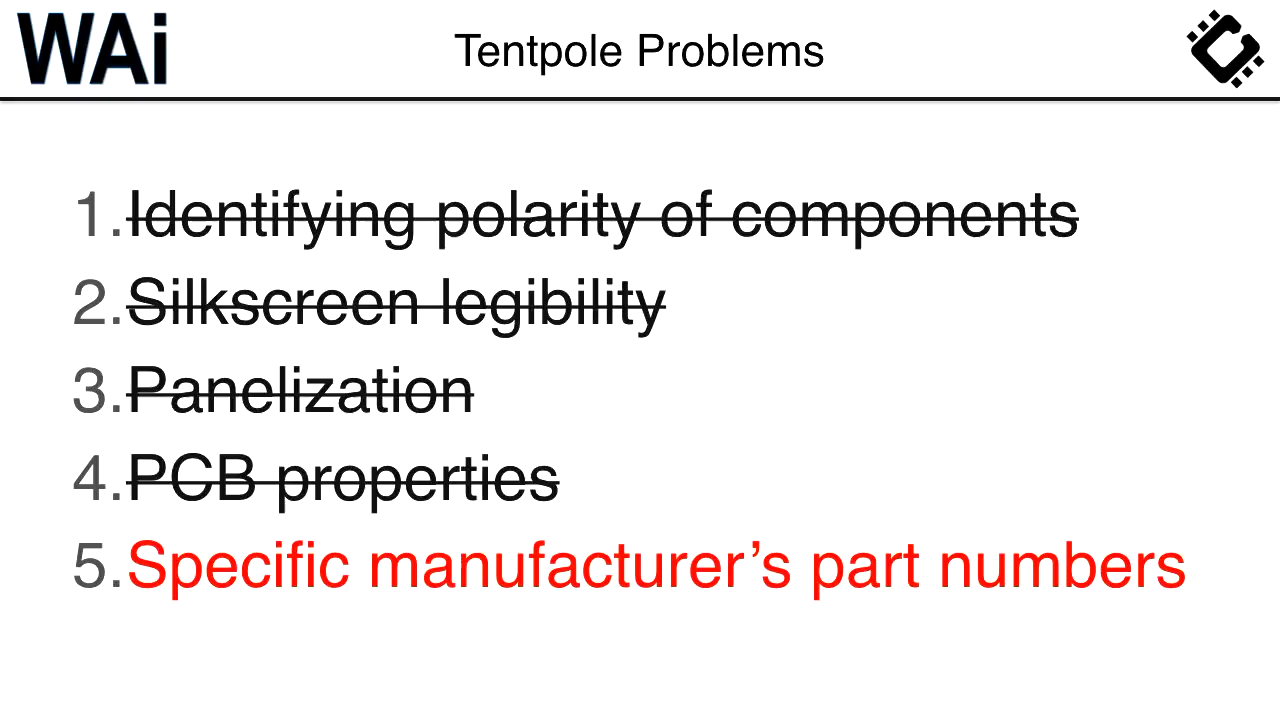 WAi
Tentpole Problems
1.Identifying polarity of components
2.Silkscreen legibility
3.Panelization
4.PCB properties
5.Specific manufacturer’s part numbers